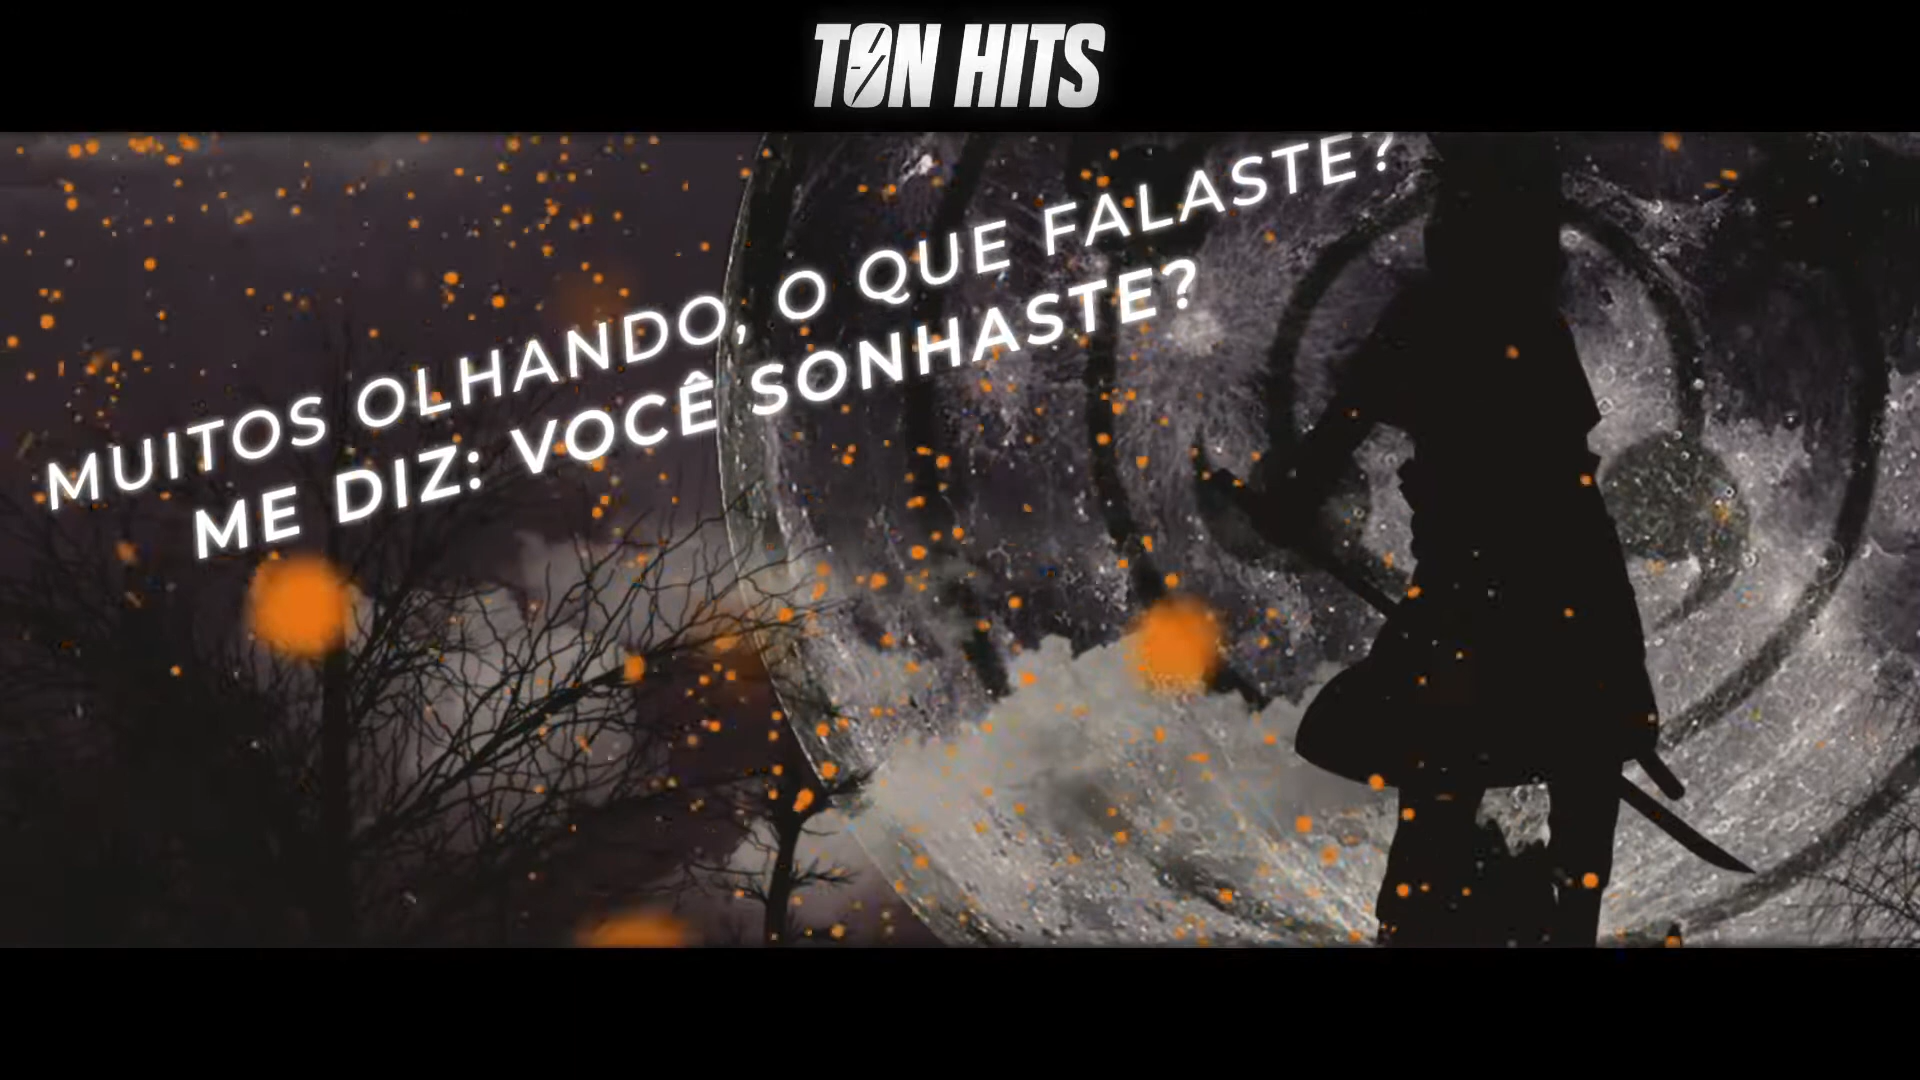 TON HITS
MUITOS OLHANDO, O QUE FALASTE?
ME DIZ: VOCÊ SONHASTE?